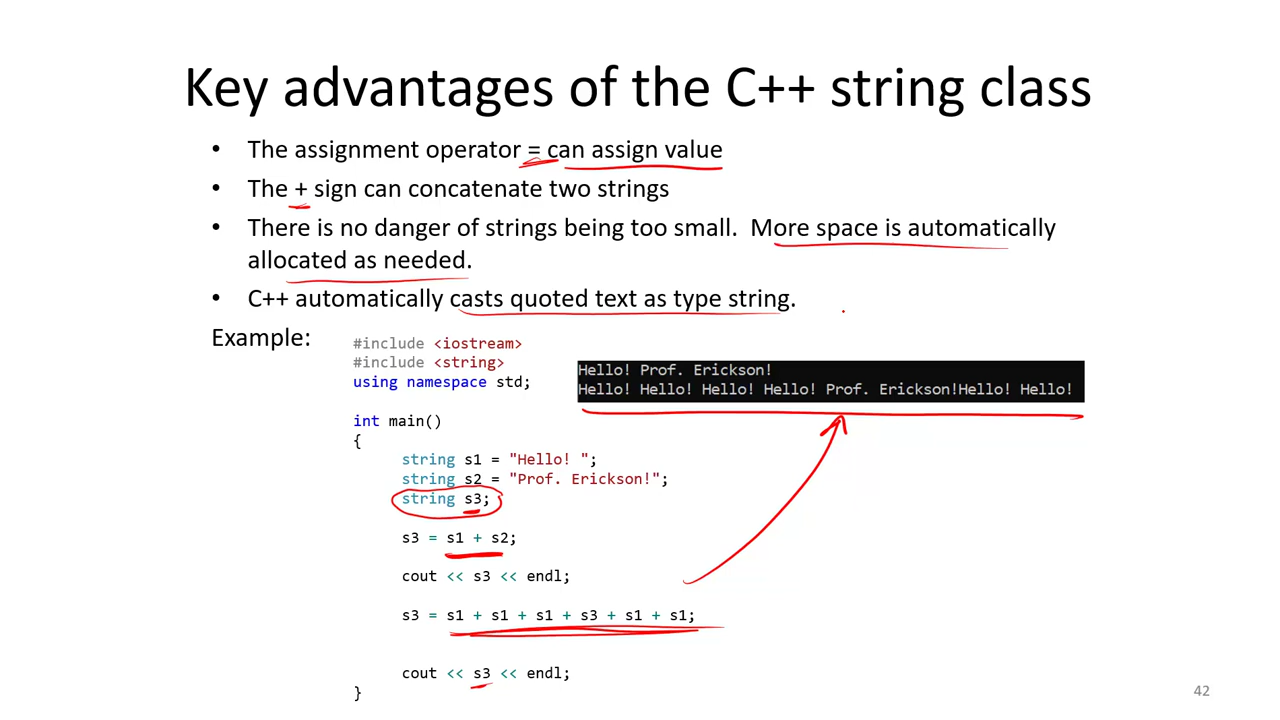 Key advantages of the C++ string class
• The assignment operator = can assign value
• The + sign can concatenate two strings
• There is no danger of strings being too small. More space is automatically
allocated as needed.
• C++ automatically casts quoted text as type string.
Example:
#include <iostream>
#include <string>
using namespace std;
int main()
{
string s1 = "Hello! ";
string s2 = "Prof. Erickson!";
string s3;
s3 = s1 + s2;
cout << s3 << endl;
s3 = s1 + s1 + s1 + s3 + s1 + s1;
cout << s3 << endl;
}
Hello! Prof. Erickson!
Hello! Hello! Hello! Hello! Prof. Erickson!Hello! Hello!
42